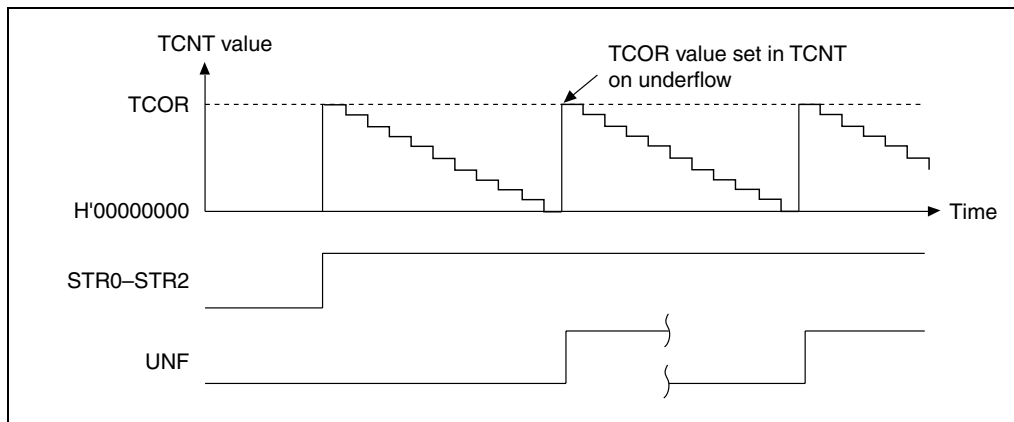 TCNT value
TCOR value set in TCNT
on underflow
TCOR
H'00000000
Time
STR0–STR2
UNF